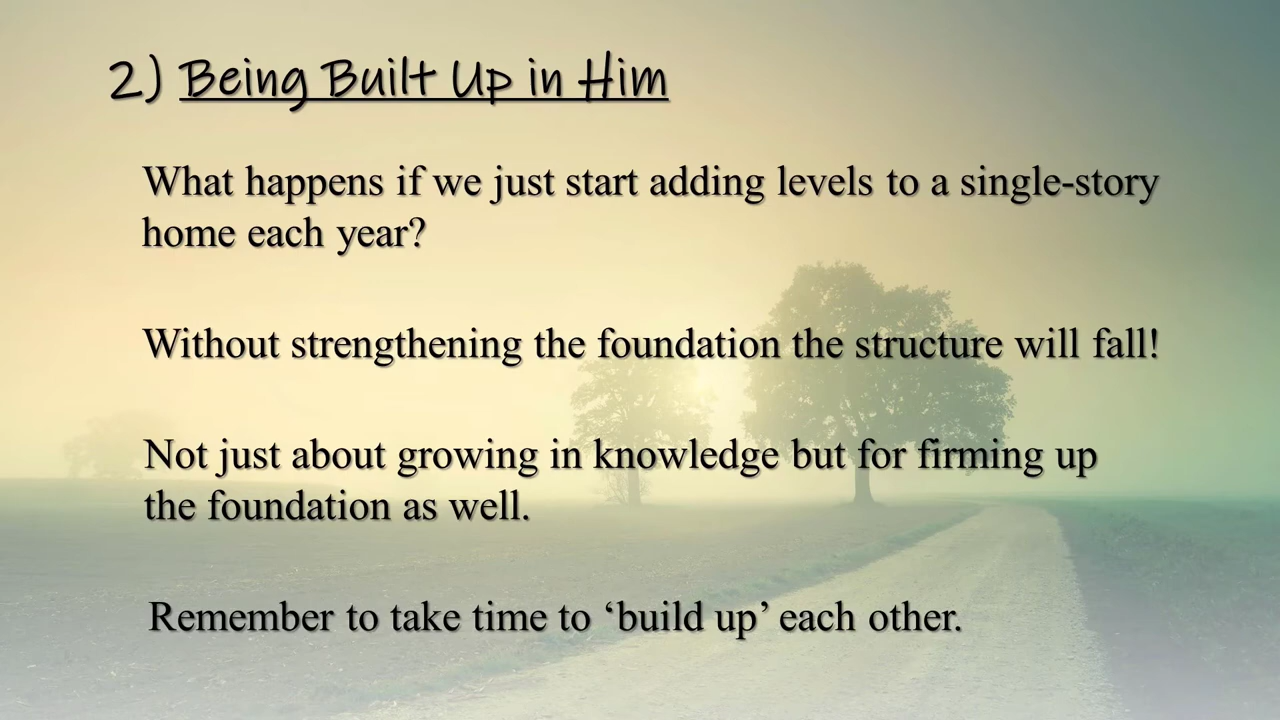 2) Being Built Up in Him
What happens if we just start adding levels to a single-story
home each year?
Without strengthening the foundation the structure will fall!
Not just about growing in knowledge but for firming up
the foundation as well.
Remember to take time to ‘build up’ each other.